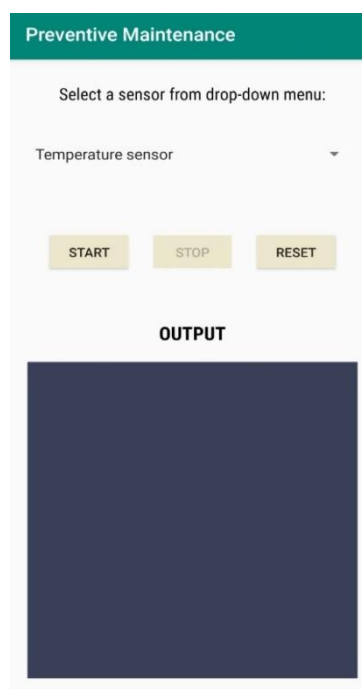 Preventive Maintenance
Select a sensor from drop-down menu:
Temperature sensor
START STOP RESET
OUTPUT